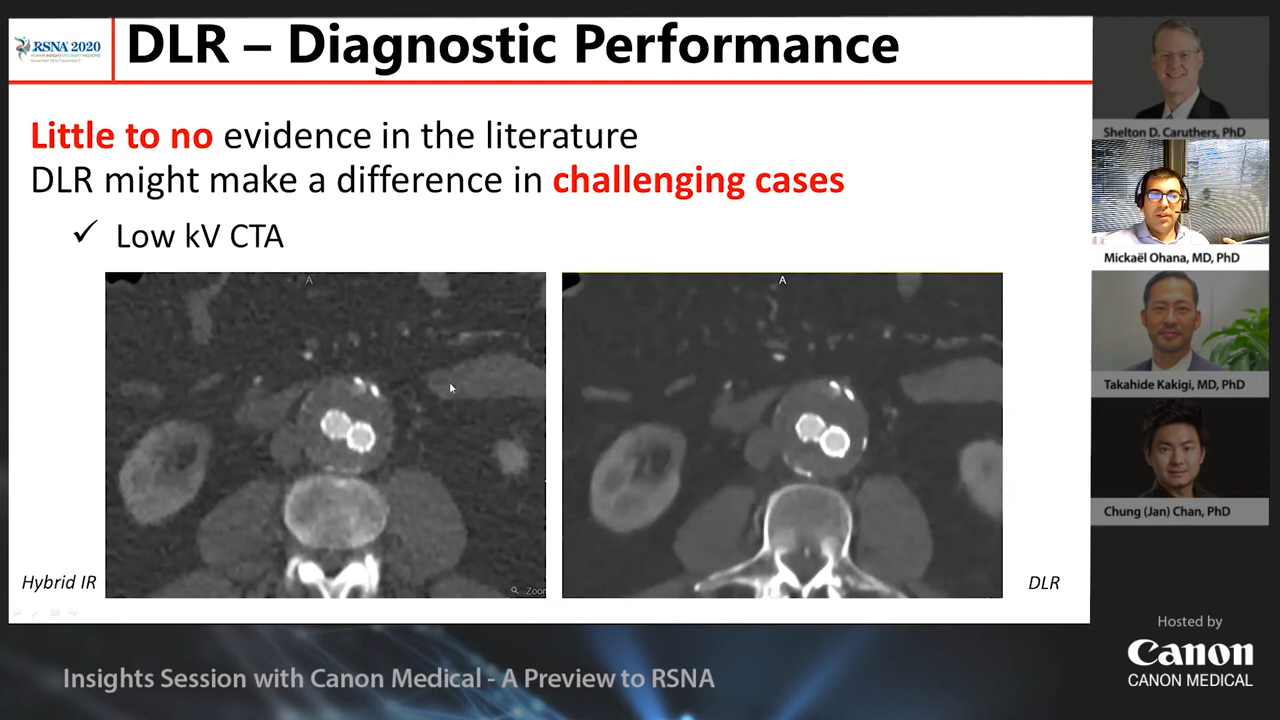 RSNA 2020
DLR – Diagnostic Performance
Little to no evidence in the literature
DLR might make a difference in challenging cases
✓ Low kV CTA
A
A
Zoom
Hybrid IR
DLR
Shelton D. Caruthers, PhD
Mickaël Ohana, MD, PhD
Takahide Kakigi, MD, PhD
Chung (Jan) Chan, PhD
Hosted by
Canon
CANON MEDICAL
Insights Session with Canon Medical - A Preview to RSNA